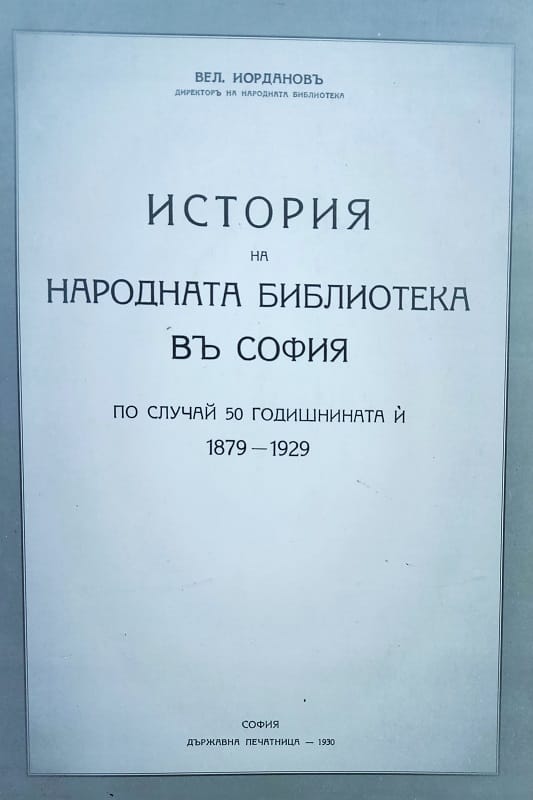 ВЕЛ. ИОРДАНОВЪ
ДИРЕКТОРЪ НА НАРОДНАТА БИБЛИОТЕКА
ИСТОРИЯ
НА
НАРОДНАТА БИБЛИОТЕКА
ВЪ СОФИЯ
ПО СЛУЧАЙ 50 ГОДИШНИНАТА Ѝ
1879 — 1929
СОФИЯ
ДЪРЖАВНА ПЕЧАТНИЦА — 1930